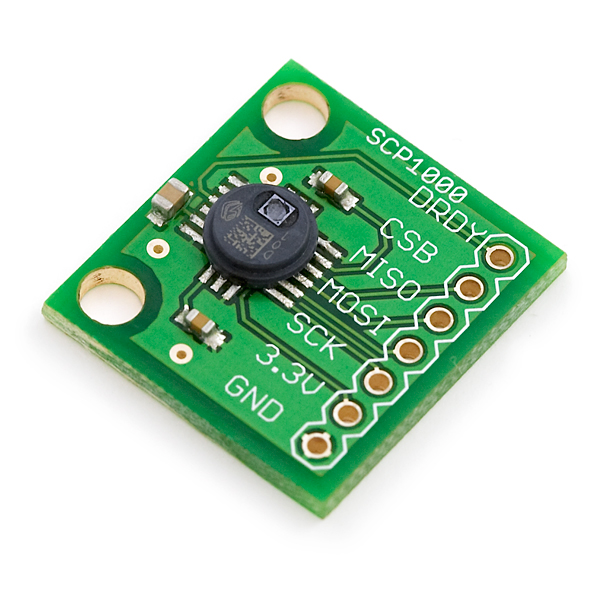 SCP1000
DRDY
CSB
MISO
MOSI
SCK
3.3V
GND